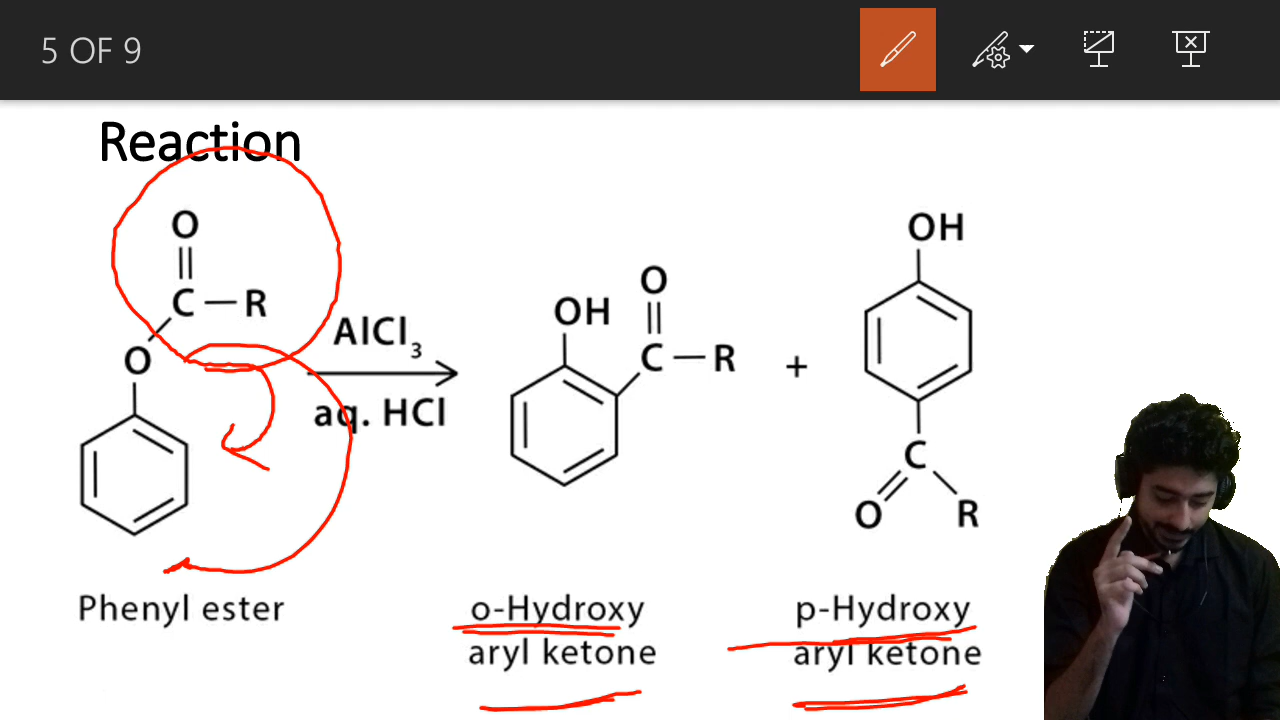 5 OF 9
Reaction
O
C
R
O
AlCl3
aq. HCl
Phenyl ester
OH
O
C
R
o-Hydroxy
aryl ketone
+
OH
C
O
R
p-Hydroxy
aryl ketone